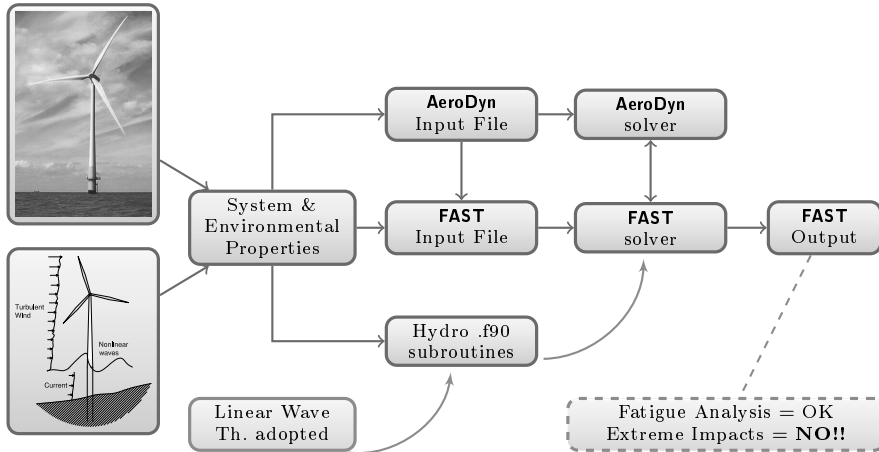 AeroDyn
Input File
AeroDyn
solver
System &
Environmental
Properties
FAST
Input File
FAST
solver
FAST
Output
Turbulent
Wind
Nonlinear
waves
Current
Hydro .f90
subroutines
Linear Wave
Th. adopted
Fatigue Analysis = OK
Extreme Impacts = NO!!